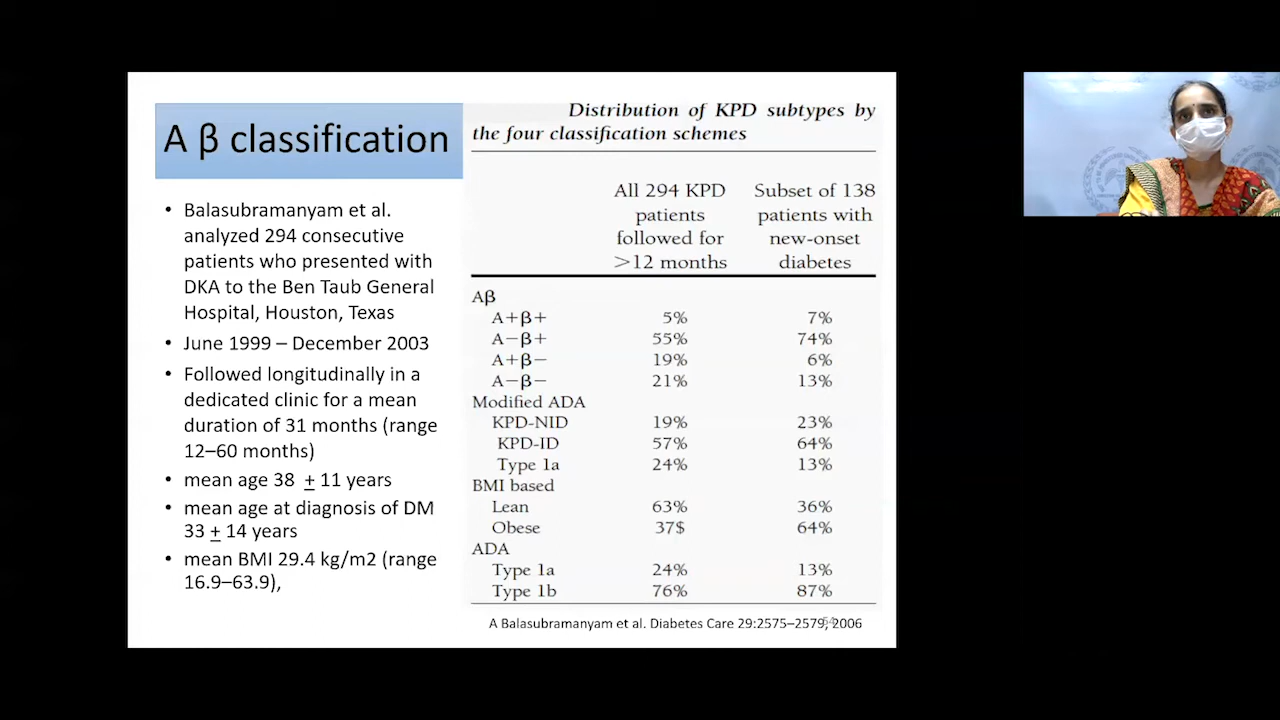 A β classification
• Balasubramanyam et al.
analyzed 294 consecutive
patients who presented with
DKA to the Ben Taub General
Hospital, Houston, Texas
• June 1999 – December 2003
• Followed longitudinally in a
dedicated clinic for a mean
duration of 31 months (range
12–60 months)
• mean age 38 + 11 years
• mean age at diagnosis of DM
33 + 14 years
• mean BMI 29.4 kg/m2 (range
16.9–63.9),
Distribution of KPD subtypes by
the four classification schemes
All 294 KPD Subset of 138
patients patients with
followed for new-onset
>12 months diabetes
Aβ
A+β+ 5% 7%
A−β+ 55% 74%
A+β− 19% 6%
A−β− 21% 13%
Modified ADA
KPD-NID 19% 23%
KPD-ID 57% 64%
Type 1a 24% 13%
BMI based
Lean 63% 36%
Obese 37$ 64%
ADA
Type 1a 24% 13%
Type 1b 76% 87%
A Balasubramanyam et al. Diabetes Care 29:2575–2579, 2006